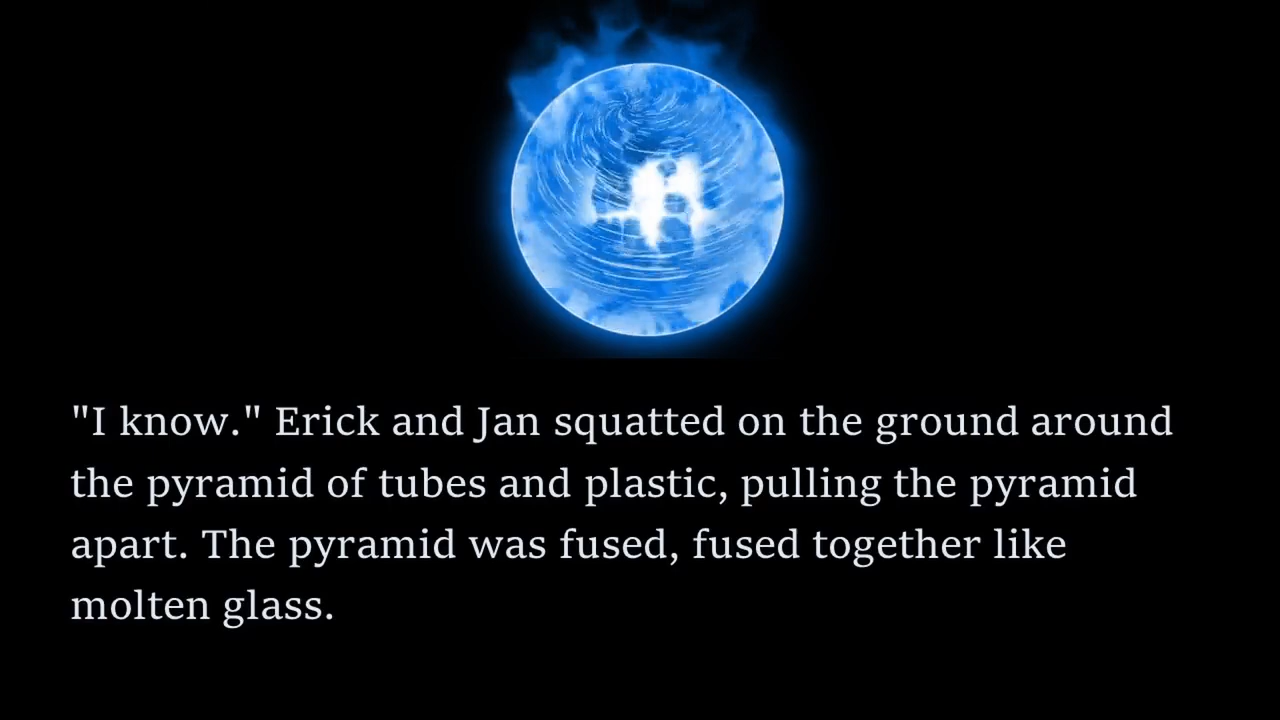 "I know." Erick and Jan squatted on the ground around
the pyramid of tubes and plastic, pulling the pyramid
apart. The pyramid was fused, fused together like
molten glass.